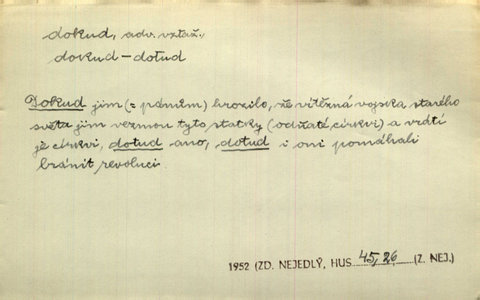 dokud, adv. vztaž.,
dokud – dotud
Dokud jim (= pánům) hrozilo, že vítězná vojska starého
světa jim vezmou tyto statky (odňaté církvi) a vrátí
je církvi, dotud ano, dotud i oni pomáhali
bránit revoluci.
1952 (ZD. NEJEDLÝ, HUS 45, 26 (Z. NEJ.)